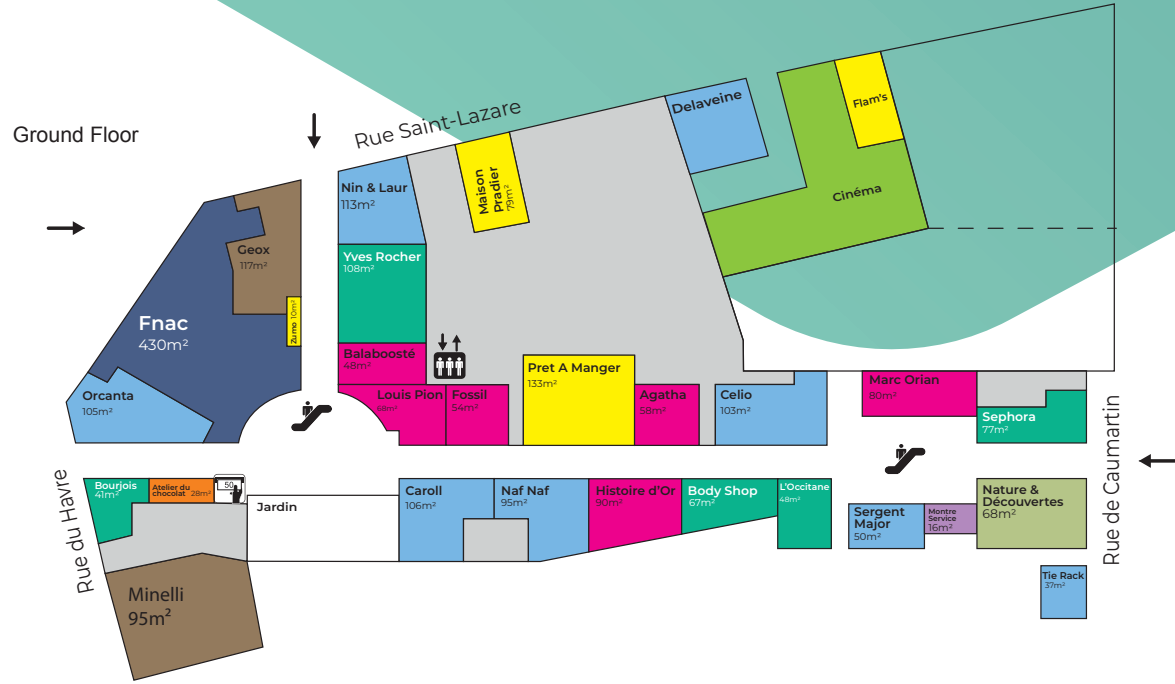 Ground Floor
Rue Saint-Lazare
Delaveine
Flam's
Cinéma
Nin & Laur
113m²
Maison
Pradier
79m²
Geox
117m²
Yves Rocher
108m²
Zumo 10m²
Fnac
430m²
Balaboosté
48m²
Pret A Manger
133m²
Orcanta
105m²
Louis Pion
68m²
Fossil
54m²
Agatha
58m²
Celio
103m²
Marc Orian
80m²
Sephora
77m²
Rue de Caumartin
Rue du Havre
Bourjois
41m²
Atelier du
chocolat 28m²
50
Jardin
Caroll
106m²
Naf Naf
95m²
Histoire d'Or
90m²
Body Shop
67m²
L'Occitane
48m²
Sergent
Major
50m²
Montre
Service
16m²
Nature &
Découvertes
68m²
Tie Rack
37m²
Minelli
95m²